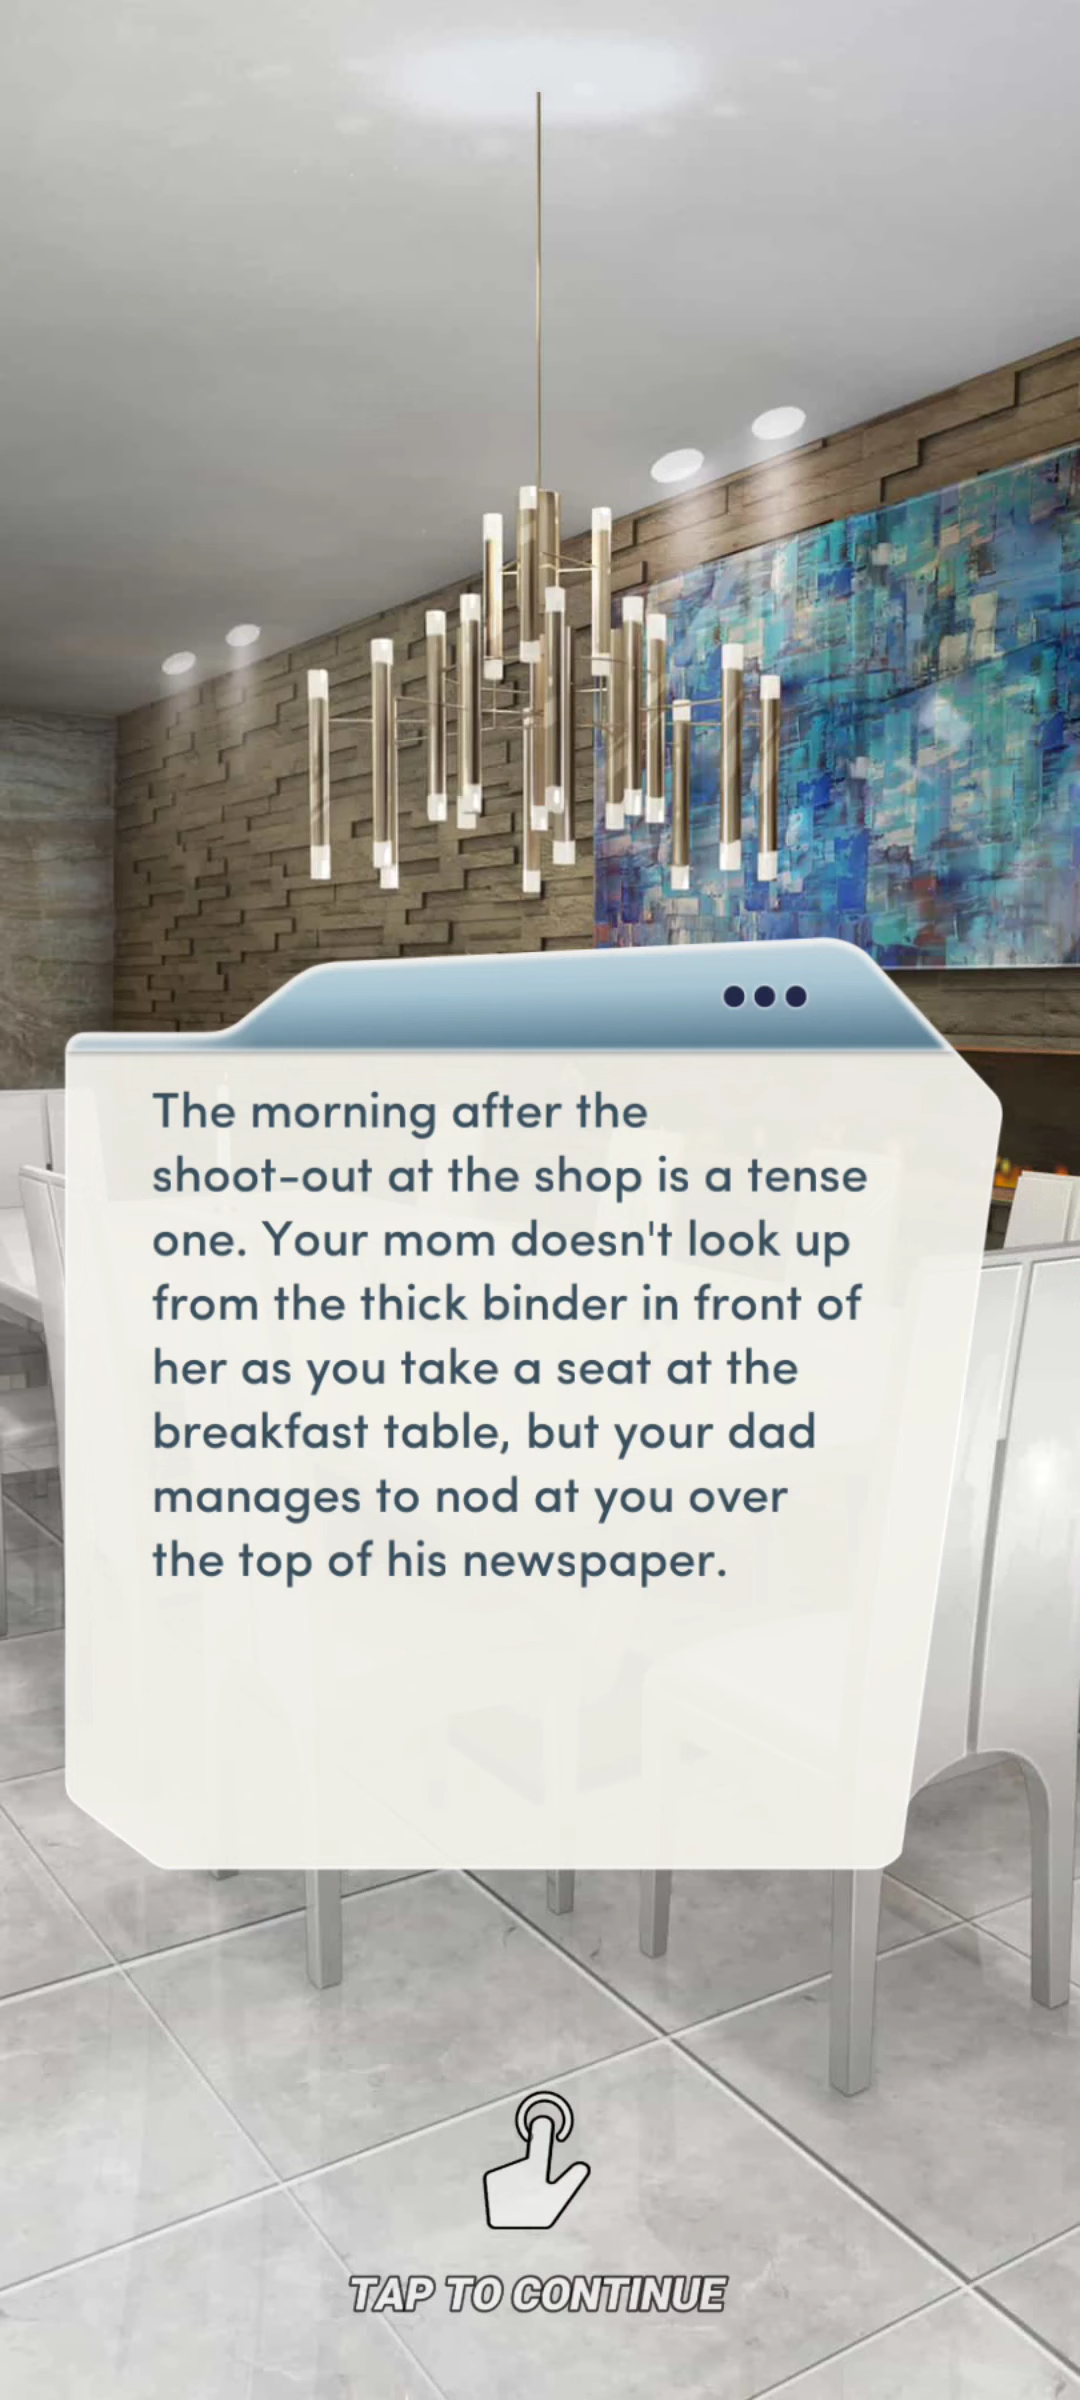 The morning after the
shoot-out at the shop is a tense
one. Your mom doesn't look up
from the thick binder in front of
her as you take a seat at the
breakfast table, but your dad
manages to nod at you over
the top of his newspaper.
TAP TO CONTINUE